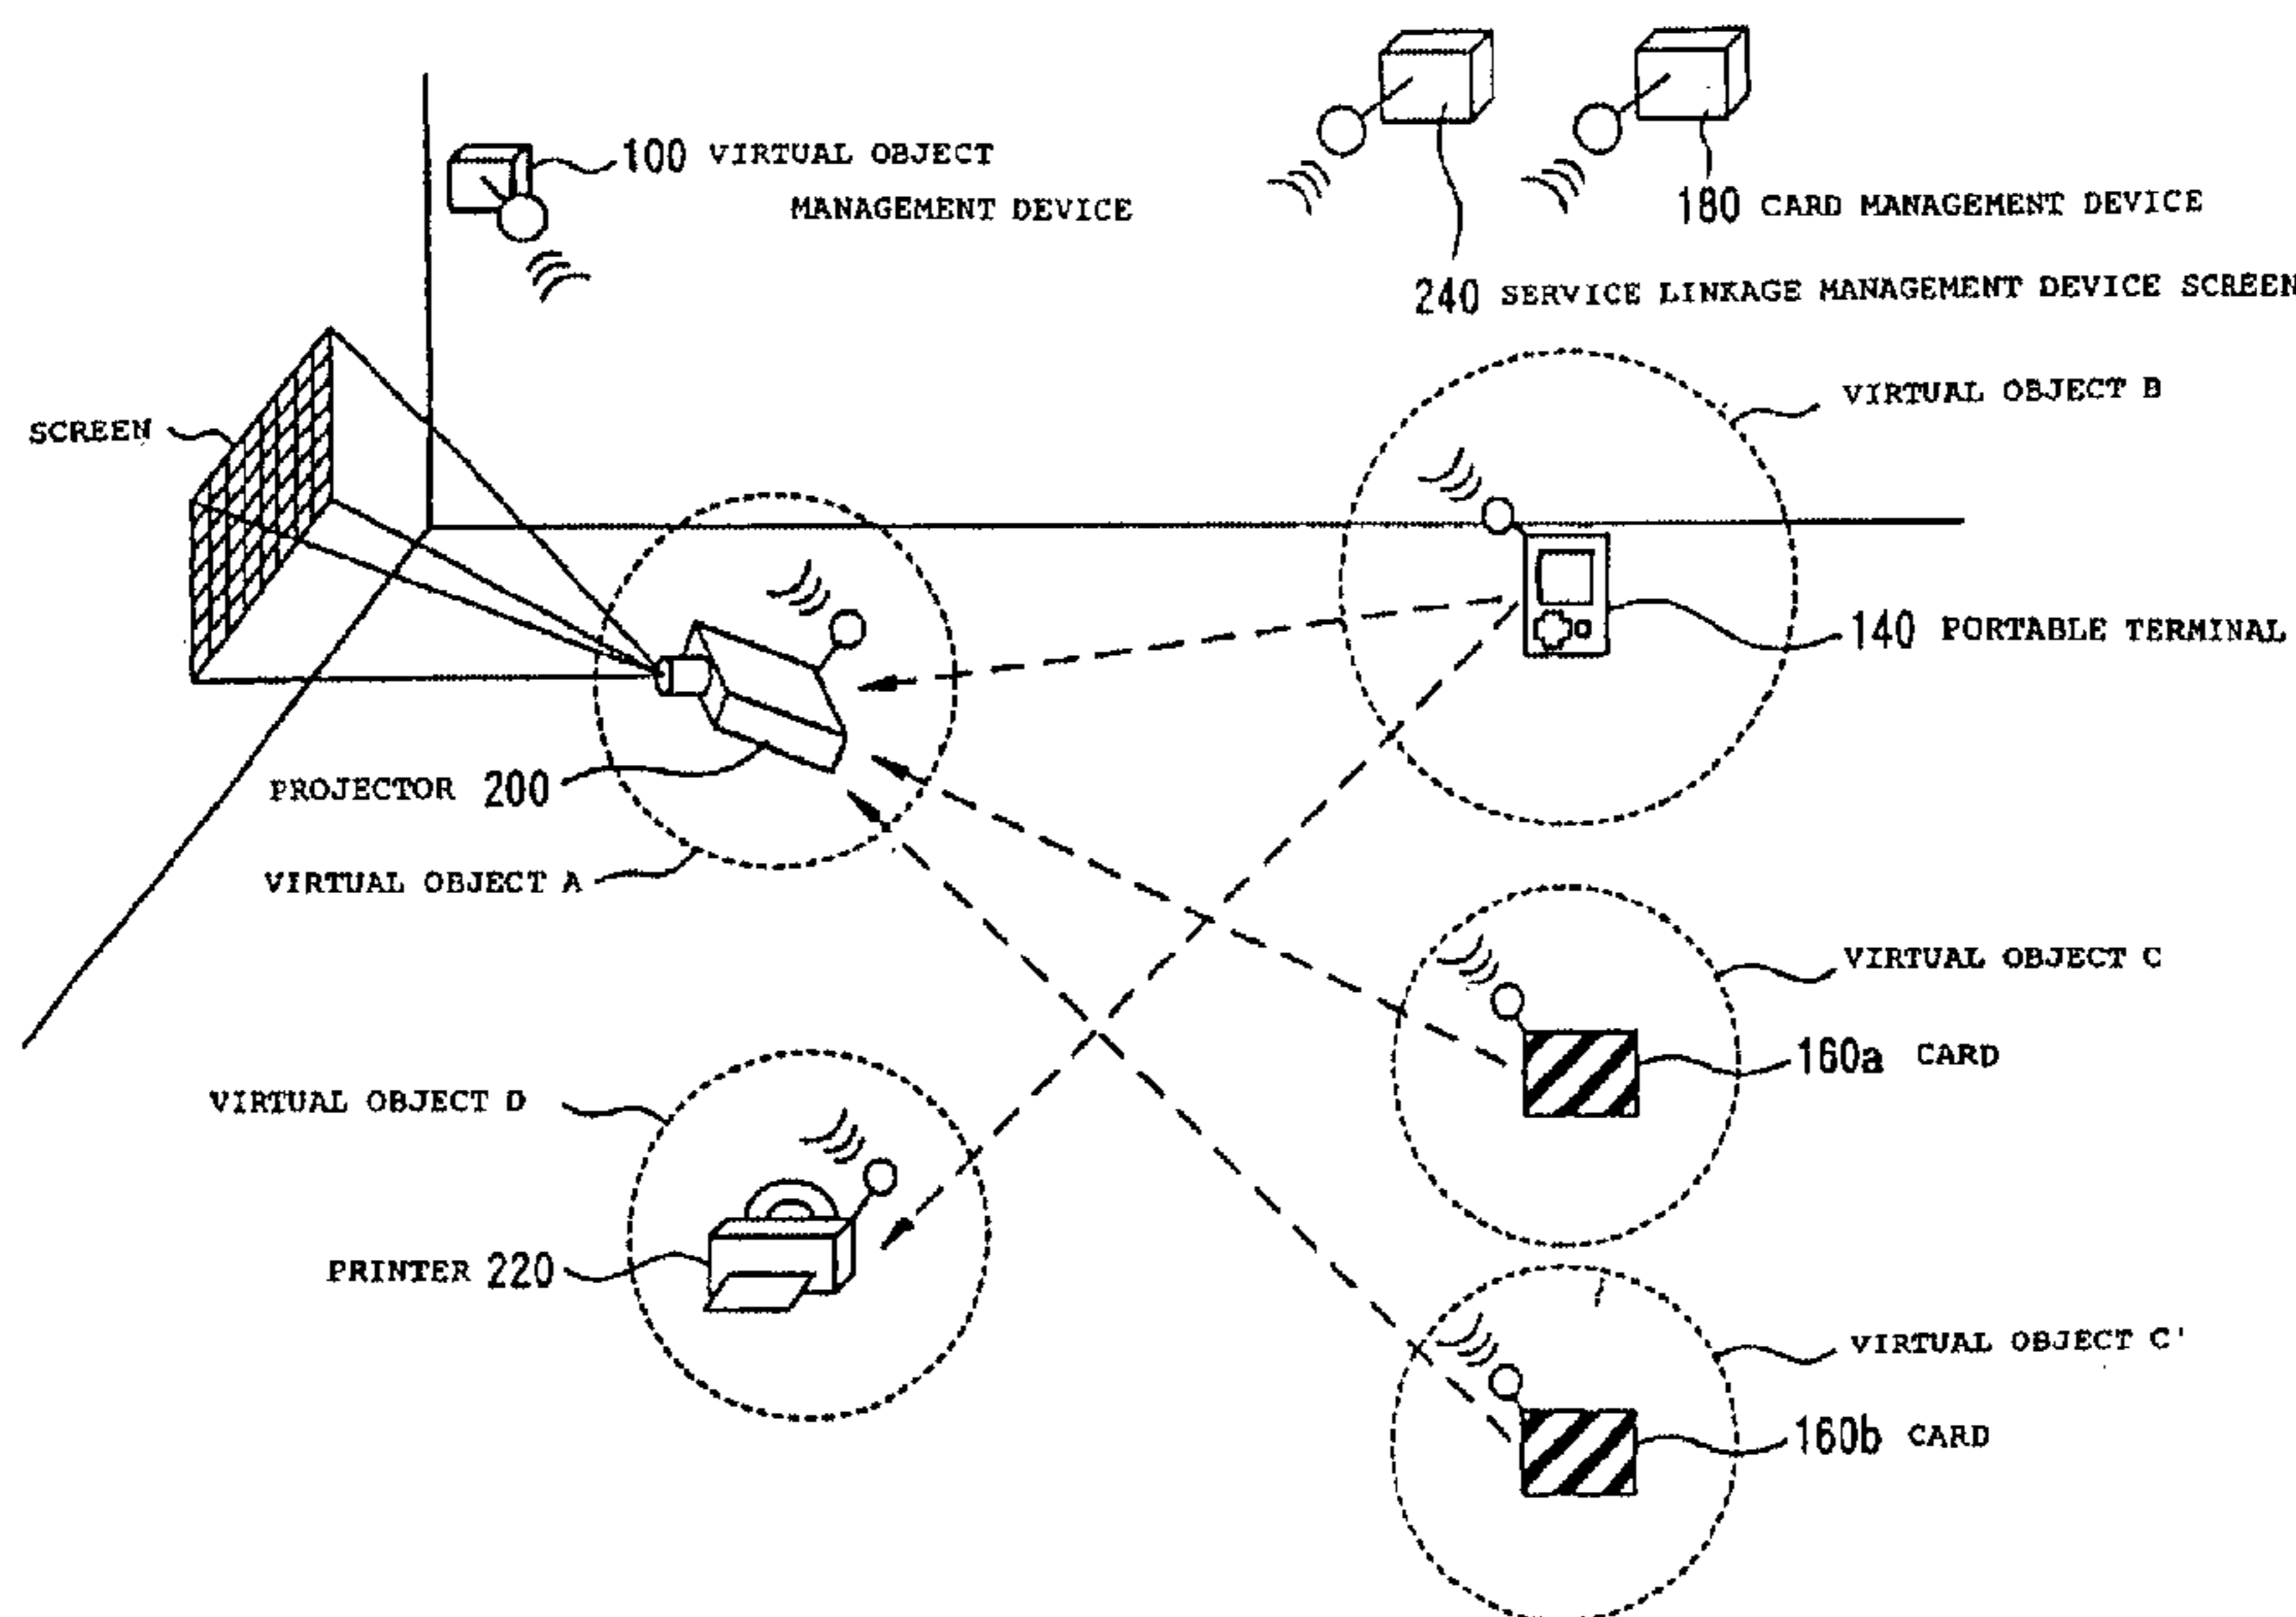 100 VIRTUAL OBJECT
MANAGEMENT DEVICE
180 CARD MANAGEMENT DEVICE
240 SERVICE LINKAGE MANAGEMENT DEVICE SCREEN
VIRTUAL OBJECT B
SCREEN
140 PORTABLE TERMINAL
PROJECTOR 200
VIRTUAL OBJECT A
VIRTUAL OBJECT C
160a CARD
VIRTUAL OBJECT D
PRINTER 220
VIRTUAL OBJECT C'
160b CARD